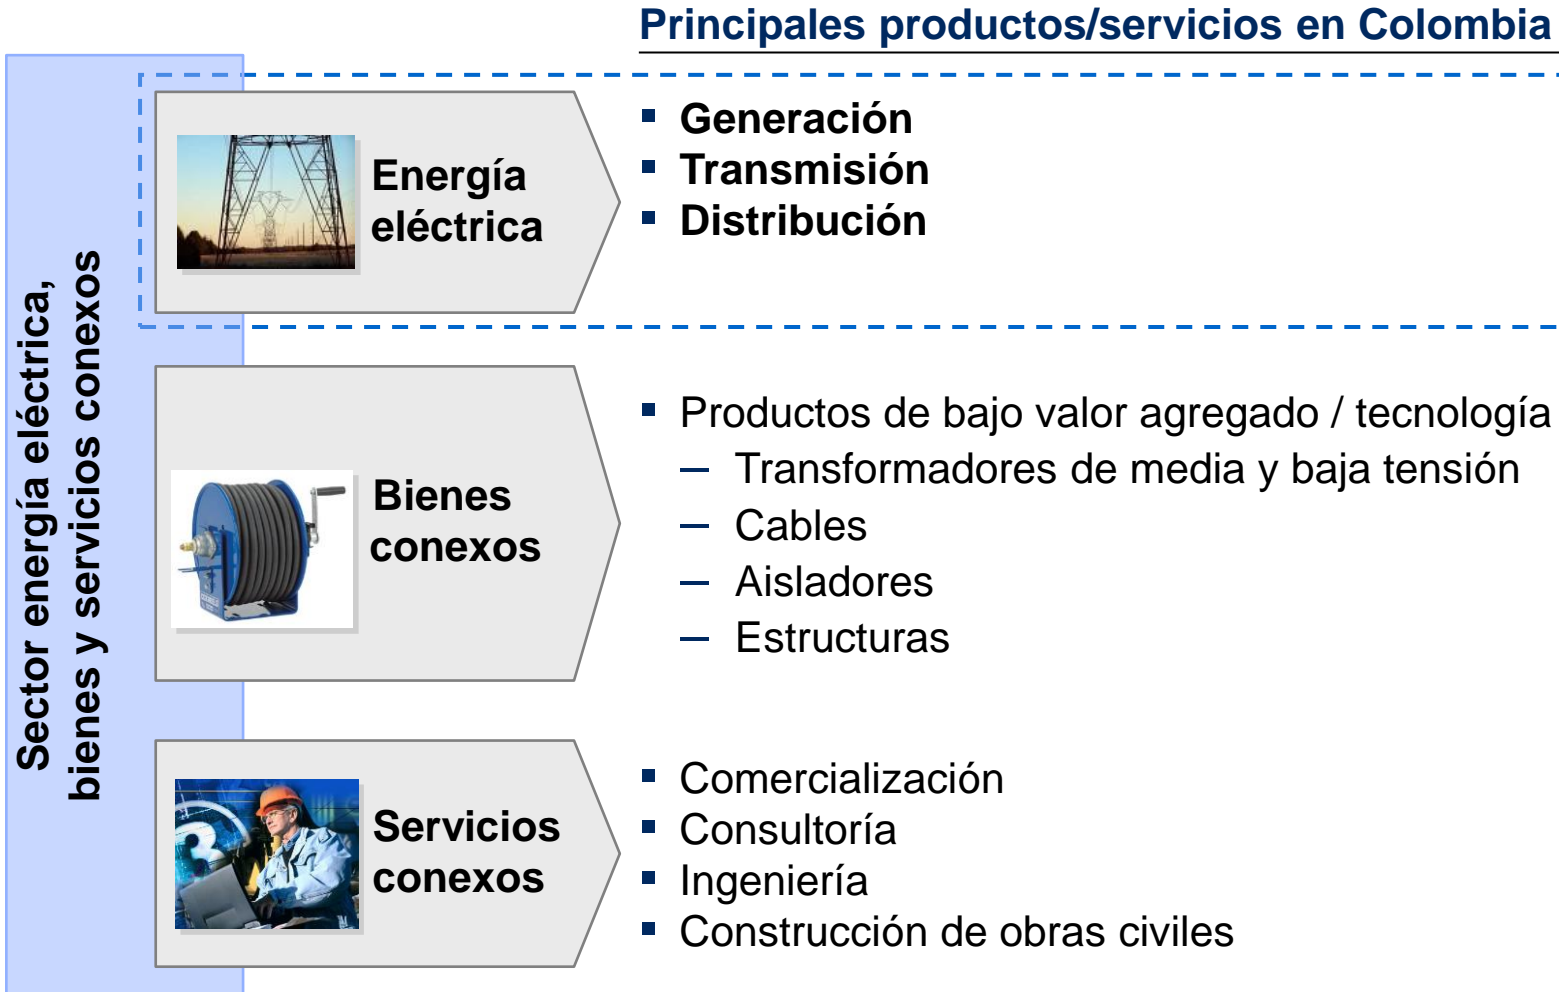 Principales productos/servicios en Colombia
Sector energía eléctrica,
bienes y servicios conexos
Energía
eléctrica
▪ Generación
▪ Transmisión
▪ Distribución
Bienes
conexos
▪ Productos de bajo valor agregado / tecnología
– Transformadores de media y baja tensión
– Cables
– Aisladores
– Estructuras
Servicios
conexos
▪ Comercialización
▪ Consultoría
▪ Ingeniería
▪ Construcción de obras civiles